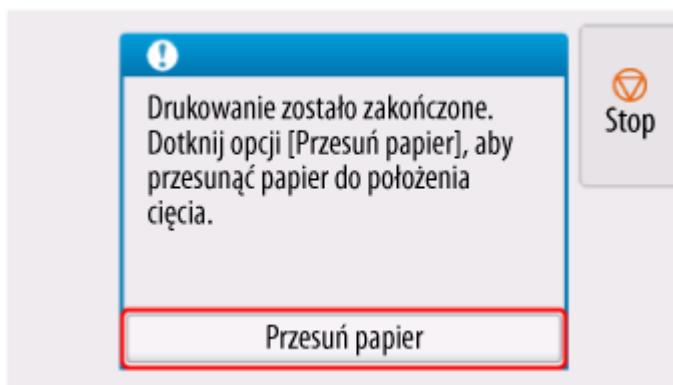 Drukowanie zostało zakończone.
Dotknij opcji [Przesuń papier], aby
przesunąć papier do położenia
cięcia.
Stop
Przesuń papier